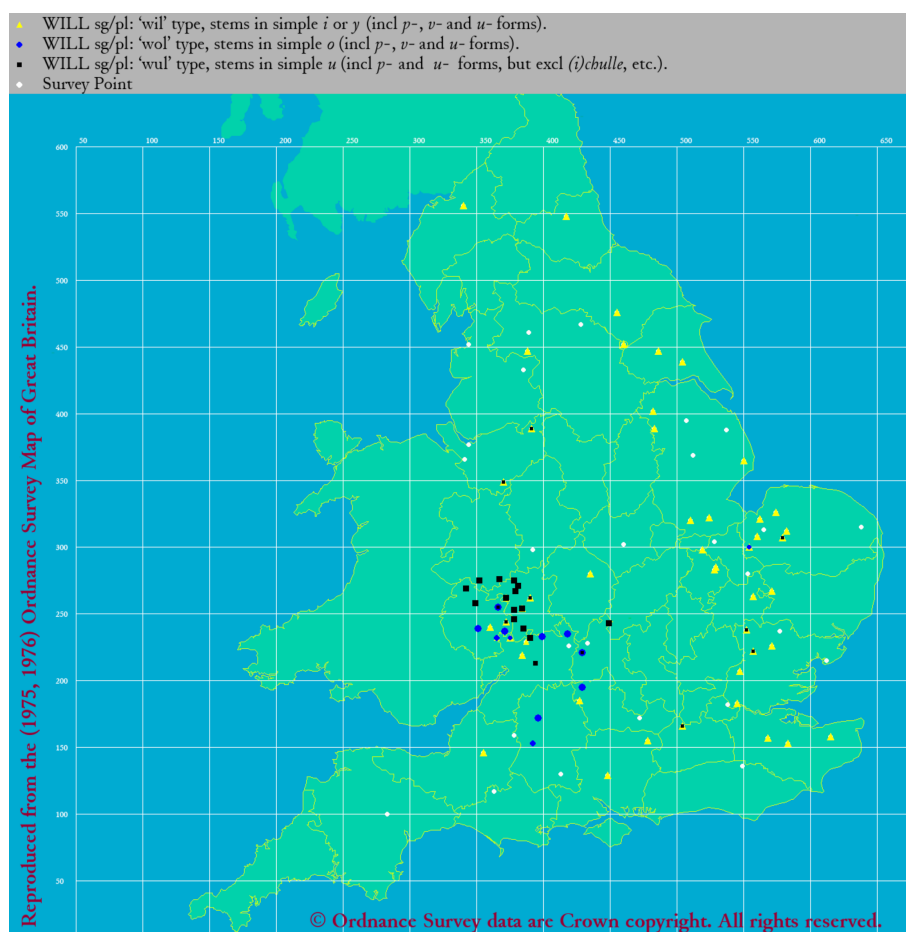 WILL sg/pl: ‘wil’ type, stems in simple i or y (incl p-, v- and u- forms).
WILL sg/pl: ‘wol’ type, stems in simple o (incl p-, v- and u- forms).
WILL sg/pl: ‘wul’ type, stems in simple u (incl p- and u- forms, but excl (i)chulle, etc.).
Survey Point
50 100 150 200 250 300 350 400 450 500 550 600 650
600
550
500
450
400
350
300
250
200
150
100
50
Reproduced from the (1975, 1976) Ordnance Survey Map of Great Britain.
© Ordnance Survey data are Crown copyright. All rights reserved.